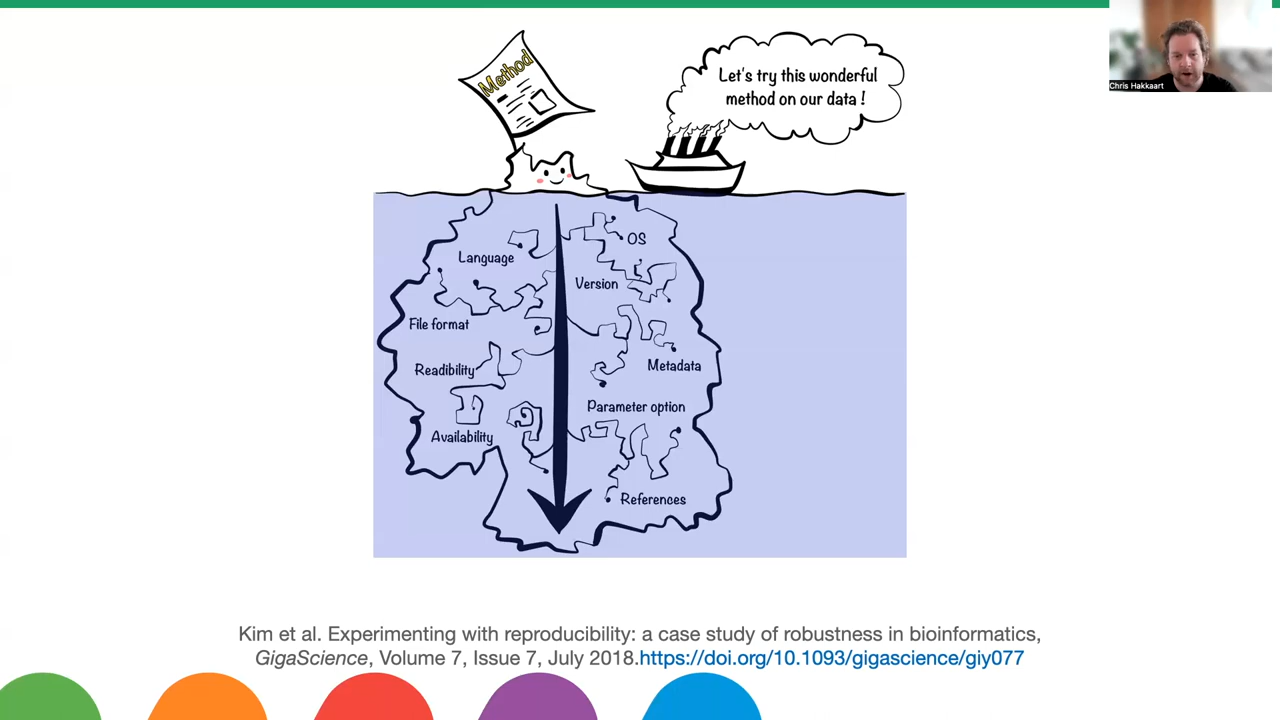 Method
Let's try this wonderful
method on our data !
Chris Hakkaart
OS
Language
Version
File format
Metadata
Readibility
Parameter option
Availability
References
Kim et al. Experimenting with reproducibility: a case study of robustness in bioinformatics,
GigaScience, Volume 7, Issue 7, July 2018.https://doi.org/10.1093/gigascience/giy077